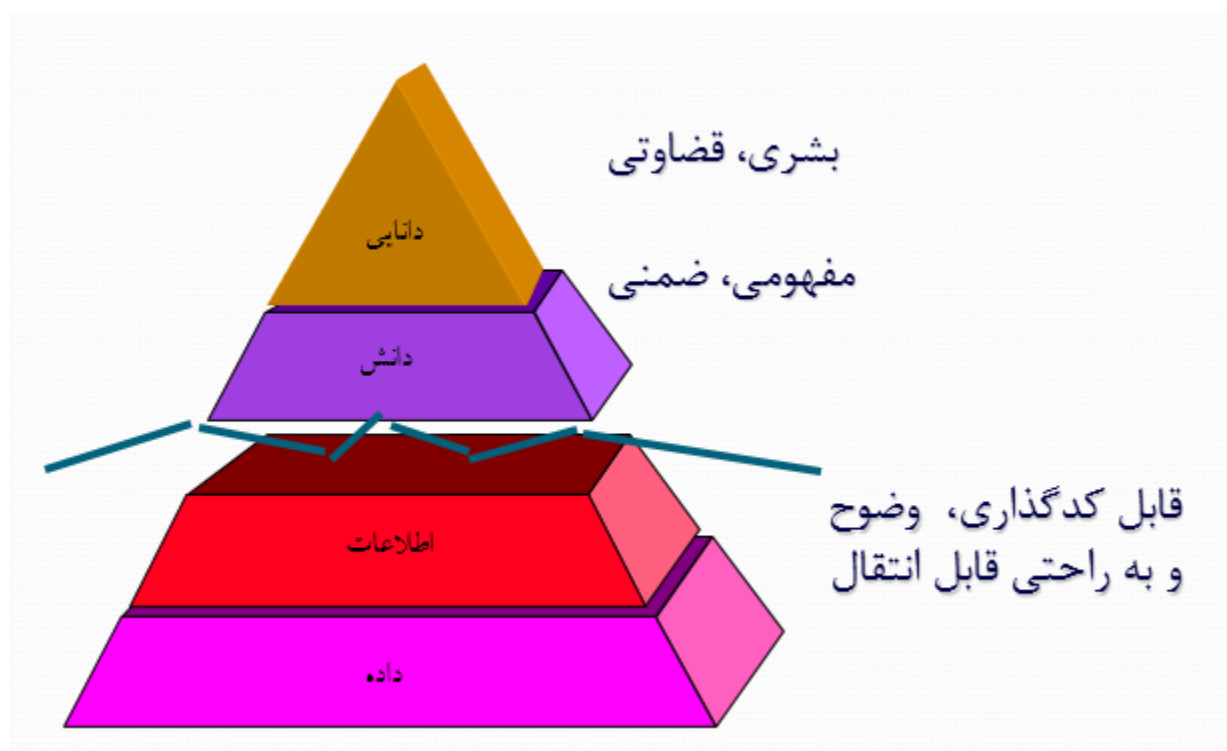 بشری، قضاوتی
دانایی
مفهومی، ضمنی
دانش
قابل کدگذاری، وضوح
و به راحتی قابل انتقال
اطلاعات
داده